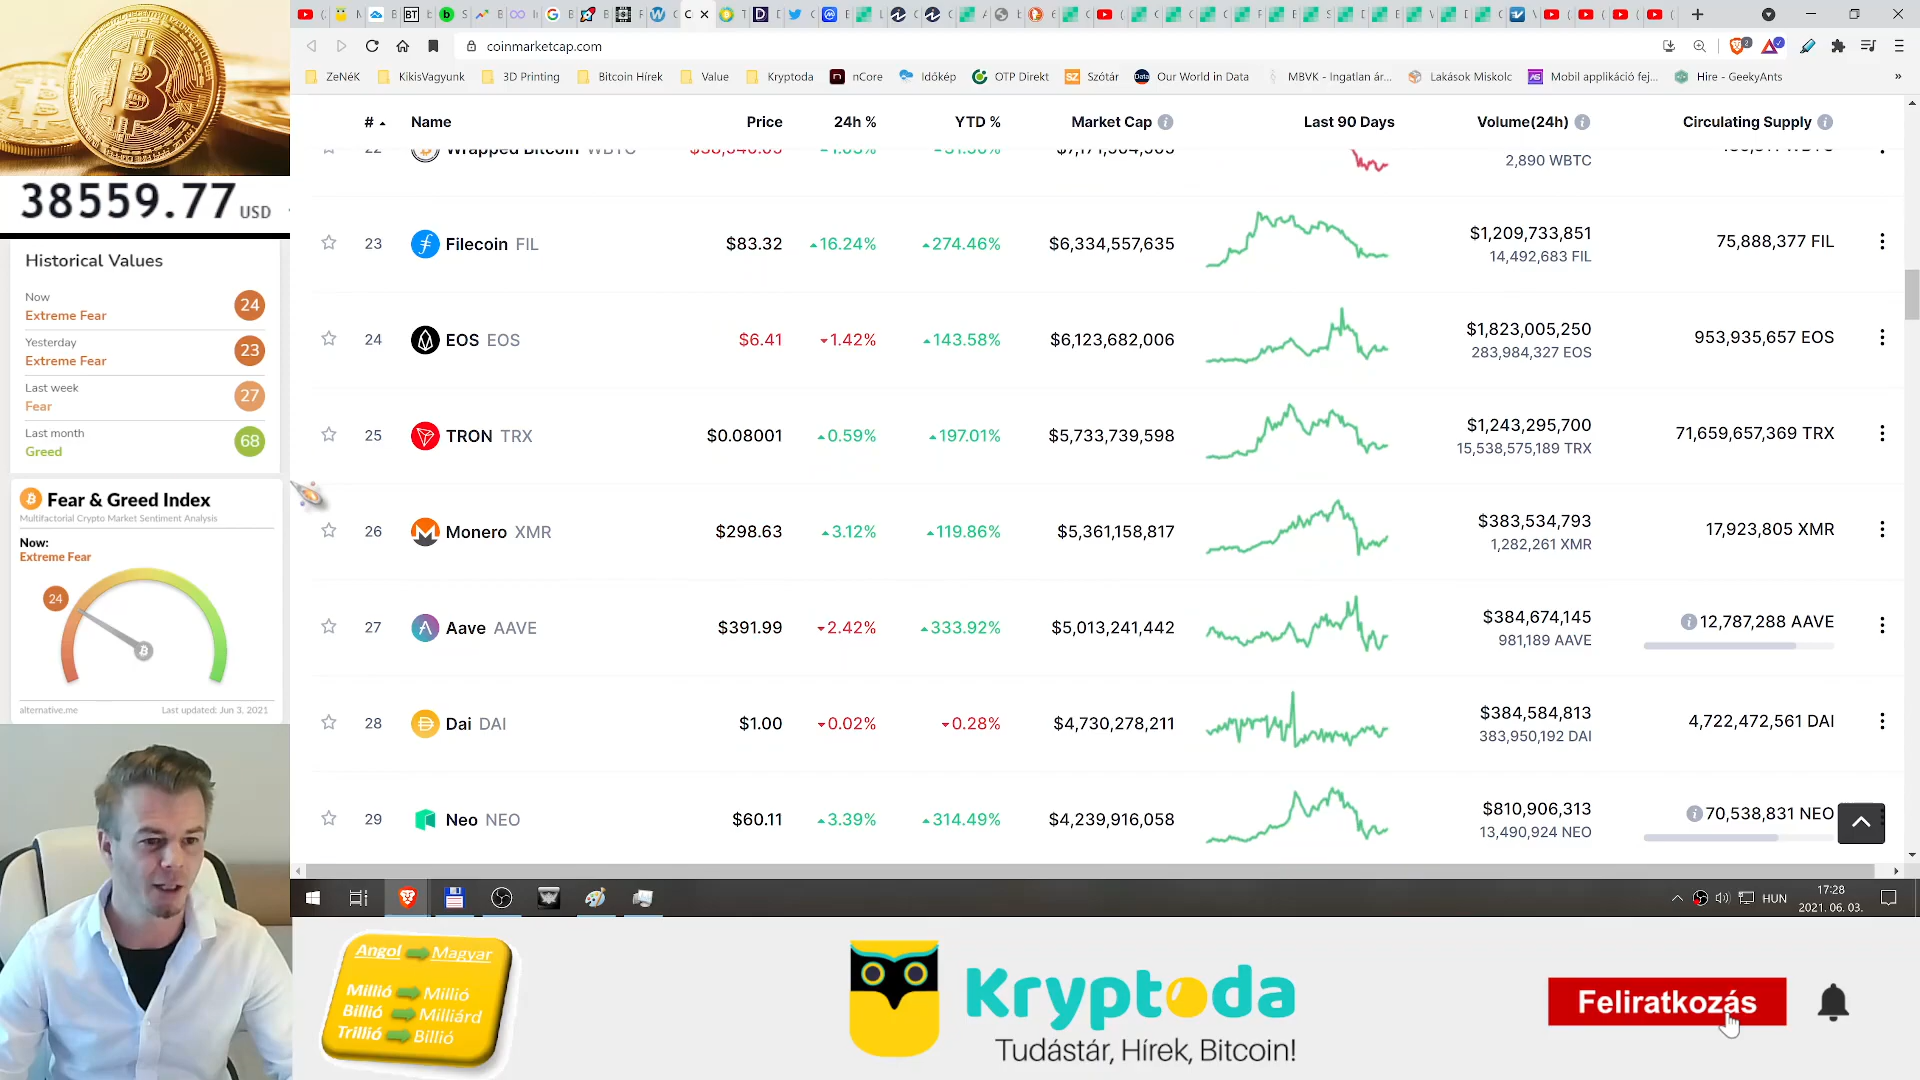 coinmarketcap.com
ZeNéK KikisVagyunk 3D Printing Bitcoin Hírek Value Kryptoda nCore Időkép OTP Direkt Szótár Our World in Data MBVK - Ingatlan ár... Lakások Miskolc Mobil applikáció fej... Hire - GeekyAnts »
# Name Price 24h % YTD % Market Cap Last 90 Days Volume(24h) Circulating Supply
22 Wrapped Bitcoin WBTC
2,890 WBTC
23 Filecoin FIL $83.32 16.24% 274.46% $6,334,557,635 $1,209,733,851 75,888,377 FIL
14,492,683 FIL
24 EOS EOS $6.41 1.42% 143.58% $6,123,682,006 $1,823,005,250 953,935,657 EOS
283,984,327 EOS
25 TRON TRX $0.08001 0.59% 197.01% $5,733,739,598 $1,243,295,700 71,659,657,369 TRX
15,538,575,189 TRX
26 Monero XMR $298.63 3.12% 119.86% $5,361,158,817 $383,534,793 17,923,805 XMR
1,282,261 XMR
27 Aave AAVE $391.99 2.42% 333.92% $5,013,241,442 $384,674,145 12,787,288 AAVE
981,189 AAVE
28 Dai DAI $1.00 0.02% 0.28% $4,730,278,211 $384,584,813 4,722,472,561 DAI
383,950,192 DAI
29 Neo NEO $60.11 3.39% 314.49% $4,239,916,058 $810,906,313 70,538,831 NEO
13,490,924 NEO
38559.77 USD
Historical Values
Now
Extreme Fear 24
Yesterday
Extreme Fear 23
Last week
Fear 27
Last month
Greed 68
Fear & Greed Index
Multifactorial Crypto Market Sentiment Analysis
Now:
Extreme Fear
24
alternative.me Last updated: Jun 3, 2021
HUN
17:28
2021. 06. 03.
Angol Magyar
Millió Millió
Billió Milliárd
Trillió Billió
Kryptoda
Tudástár, Hírek, Bitcoin!
Feliratkozás